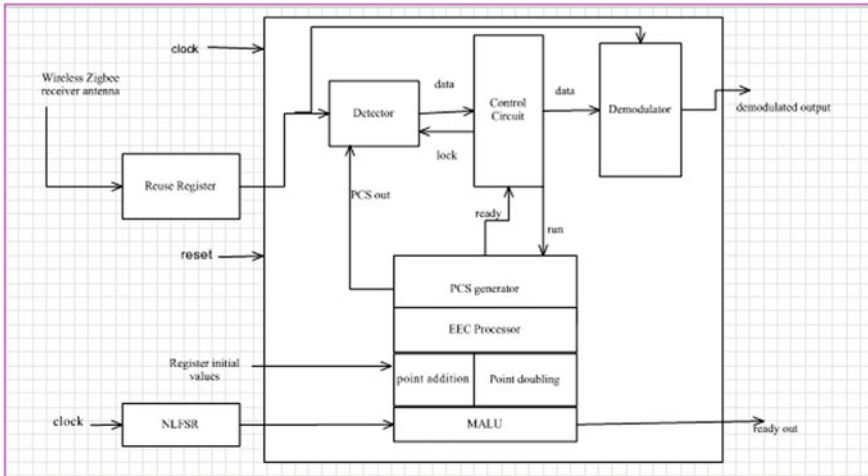 clock
Wireless Zigbee
receiver antenna
Reuse Register
reset
Detector
data
lock
Control
Circuit
data
Demodulator
demodulated output
PCS out
ready
run
PCS generator
EEC Processor
Register initial
values
point addition
Point doubling
clock
NLFSR
MALU
ready out